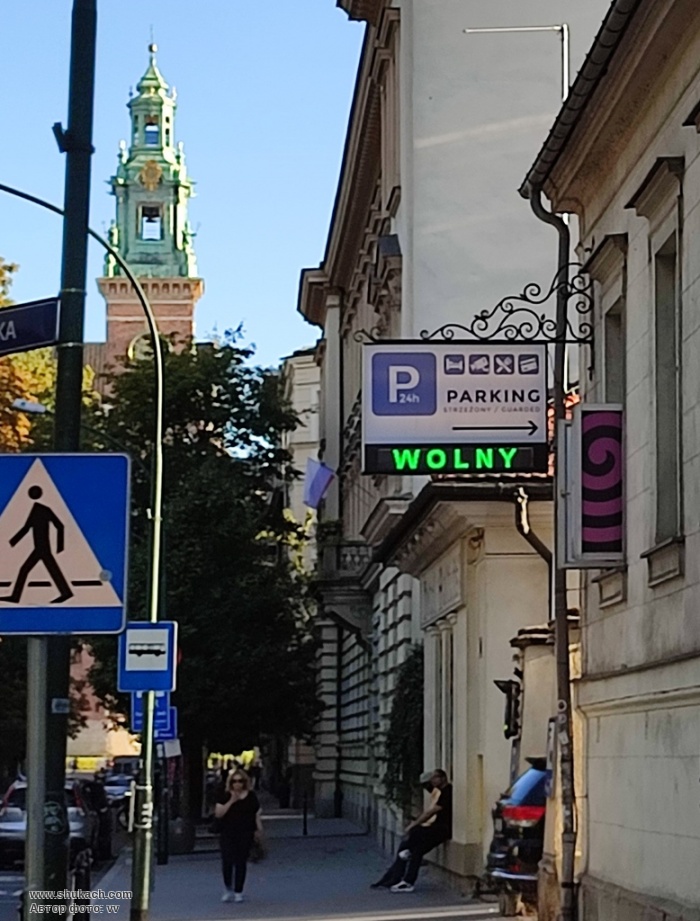 KA
P
24h
PARKING
STRZEŻONY / GUARDED
WOLNY
www.shukach.com
Автор фото: vv